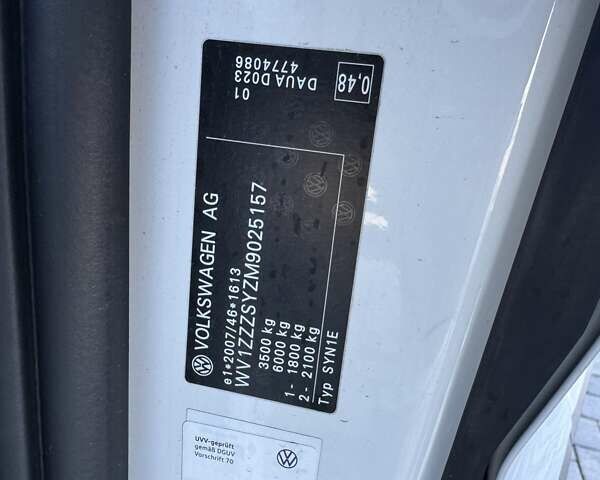 VOLKSWAGEN AG
e1*2007/46*1613
WV1ZZZSYZM9025157
3500 kg
6000 kg
1- 1800 kg
2- 2100 kg
Typ SYN1E
01
DAUA D023
4774086
0,48
UVV-geprüft
gemäß DGUV
Vorschrift 70